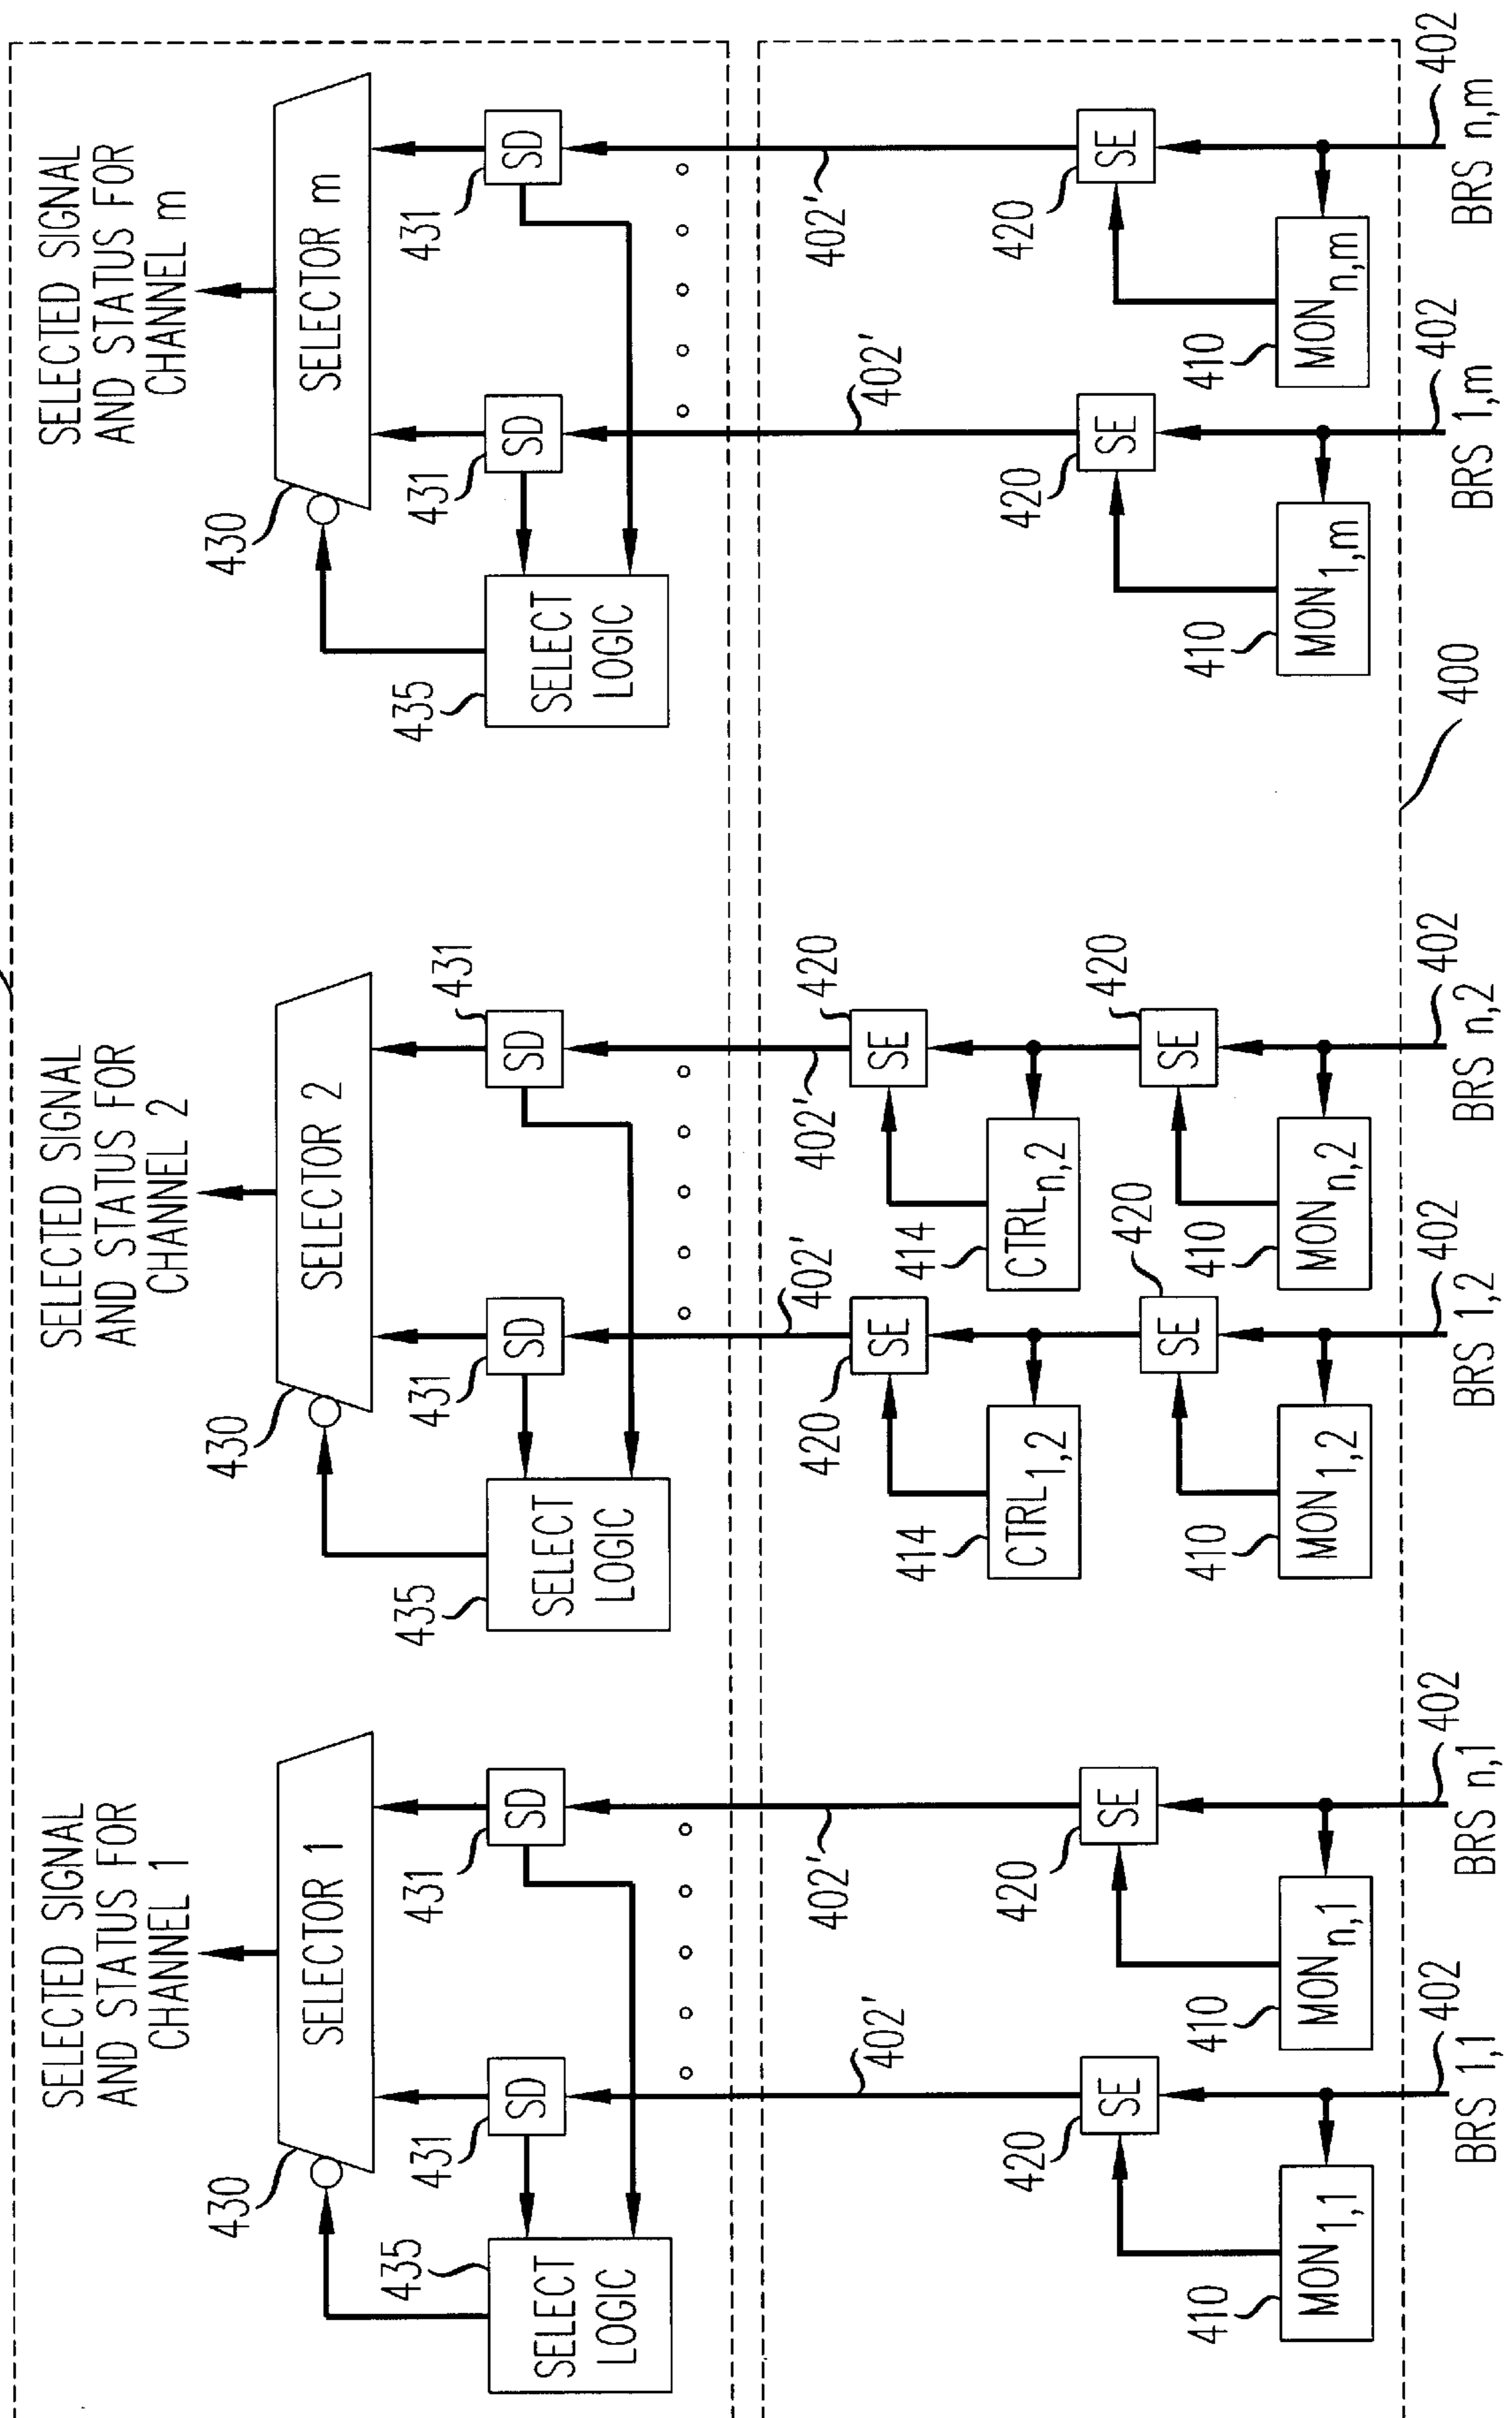 SELECTED SIGNAL
AND STATUS FOR
CHANNEL 1
SELECTED SIGNAL
AND STATUS FOR
CHANNEL 2
SELECTED SIGNAL
AND STATUS FOR
CHANNEL m
430
SELECTOR 1
430
SELECTOR 2
430
SELECTOR m
435
SELECT
LOGIC
431
SD
431
SD
435
SELECT
LOGIC
431
SD
431
SD
435
SELECT
LOGIC
431
SD
431
SD
402'
402'
402'
402'
402'
402'
420
SE
420
SE
414
CTRL1,2
414
CTRLn,2
420
SE
420
SE
420
SE
420
SE
420
SE
420
SE
410
MON1,1
410
MONn,1
410
MON1,2
410
MONn,2
410
MON1,m
410
MONn,m
400
402
BRS 1,1
402
BRS n,1
402
BRS 1,2
402
BRS n,2
402
BRS 1,m
402
BRS n,m